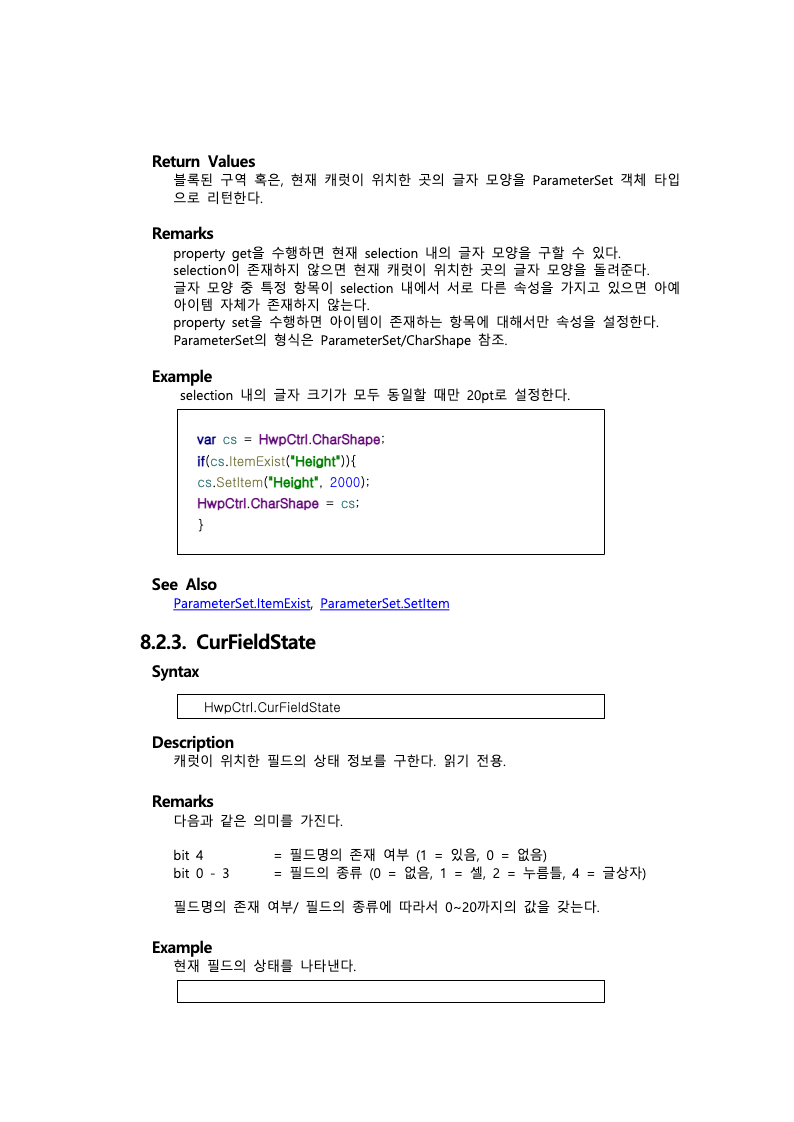 Return Values
블록된 구역 혹은, 현재 캐럿이 위치한 곳의 글자 모양을 ParameterSet 객체 타입
으로 리턴한다.
Remarks
property get을 수행하면 현재 selection 내의 글자 모양을 구할 수 있다.
selection이 존재하지 않으면 현재 캐럿이 위치한 곳의 글자 모양을 돌려준다.
글자 모양 중 특정 항목이 selection 내에서 서로 다른 속성을 가지고 있으면 아예
아이템 자체가 존재하지 않는다.
property set을 수행하면 아이템이 존재하는 항목에 대해서만 속성을 설정한다.
ParameterSet의 형식은 ParameterSet/CharShape 참조.
Example
selection 내의 글자 크기가 모두 동일할 때만 20pt로 설정한다.
var cs = HwpCtrl.CharShape;
if(cs.ItemExist("Height")){
cs.SetItem("Height", 2000);
HwpCtrl.CharShape = cs;
}
See Also
ParameterSet.ItemExist, ParameterSet.SetItem
8.2.3. CurFieldState
Syntax
HwpCtrl.CurFieldState
Description
캐럿이 위치한 필드의 상태 정보를 구한다. 읽기 전용.
Remarks
다음과 같은 의미를 가진다.
bit 4 = 필드명의 존재 여부 (1 = 있음, 0 = 없음)
bit 0 - 3 = 필드의 종류 (0 = 없음, 1 = 셀, 2 = 누름틀, 4 = 글상자)
필드명의 존재 여부/ 필드의 종류에 따라서 0~20까지의 값을 갖는다.
Example
현재 필드의 상태를 나타낸다.